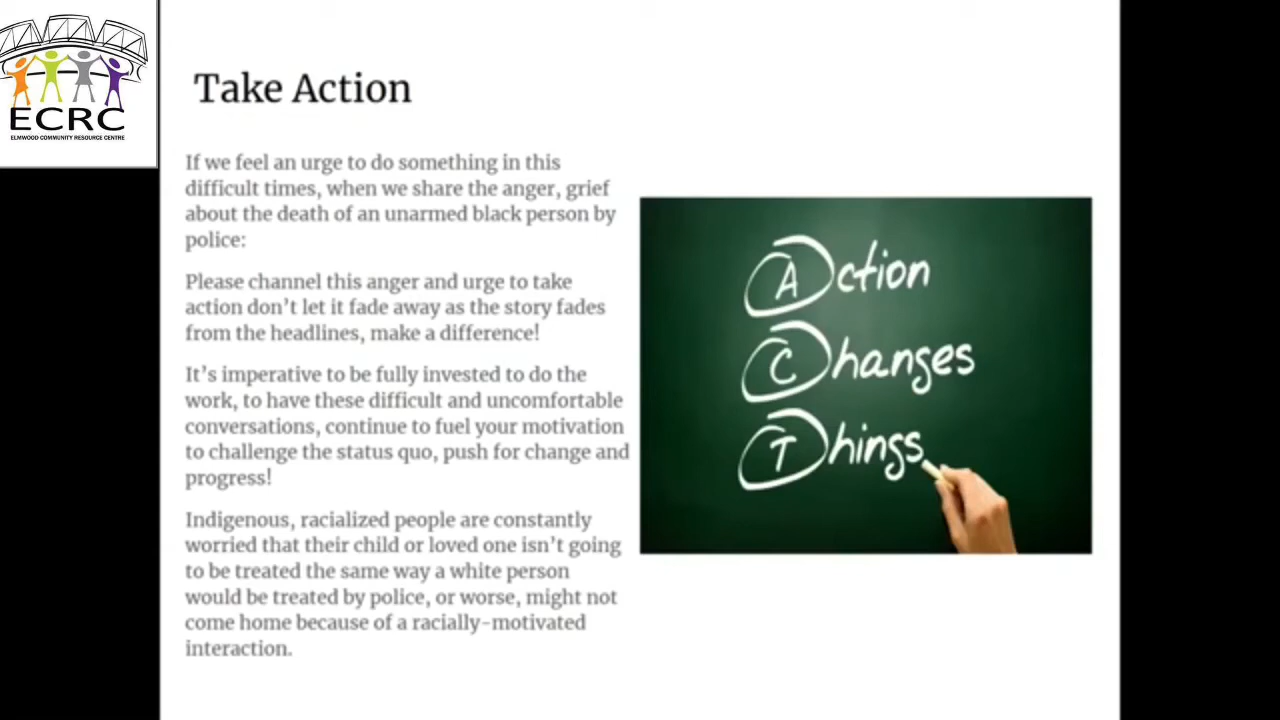 ECRC
ELMWOOD COMMUNITY RESOURCE CENTRE
Take Action
If we feel an urge to do something in this
difficult times, when we share the anger, grief
about the death of an unarmed black person by
police:
Please channel this anger and urge to take
action don’t let it fade away as the story fades
from the headlines, make a difference!
It’s imperative to be fully invested to do the
work, to have these difficult and uncomfortable
conversations, continue to fuel your motivation
to challenge the status quo, push for change and
progress!
Indigenous, racialized people are constantly
worried that their child or loved one isn’t going
to be treated the same way a white person
would be treated by police, or worse, might not
come home because of a racially-motivated
interaction.
Action
Changes
Things